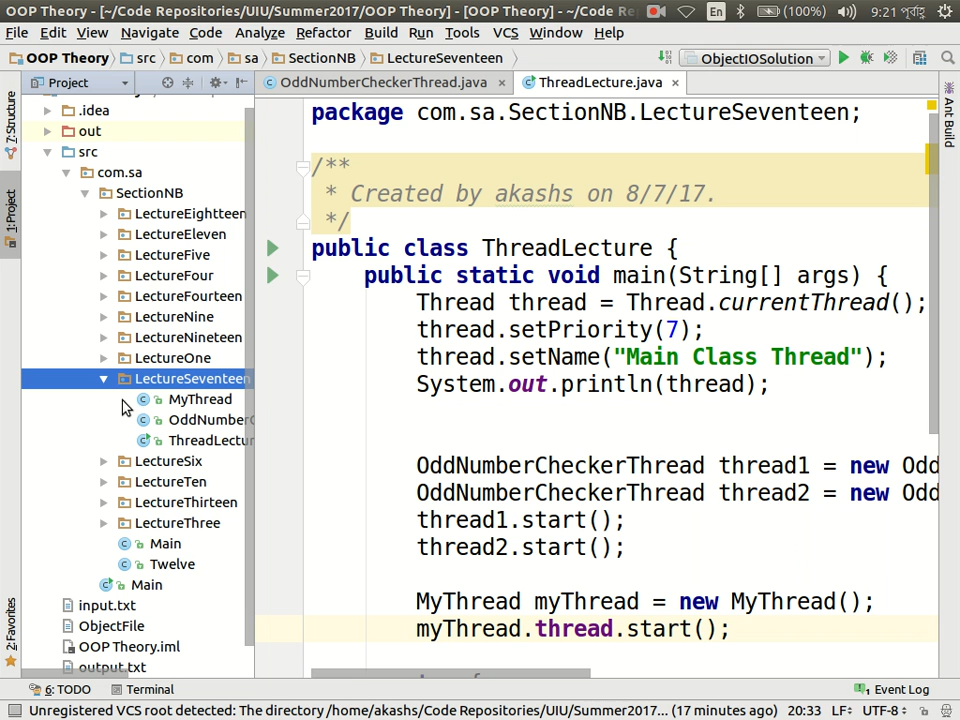 OOP Theory - [~/Code Repositories/UIU/Summer2017/OOP Theory] - [OOP Theory] - ~/Code Re
En (100%) 9:21 পূর্বাহ্ণ
File Edit View Navigate Code Analyze Refactor Build Run Tools VCS Window Help
OOP Theory src com sa SectionNB LectureSeventeen ObjectIOSolution
Project OddNumberCheckerThread.java ThreadLecture.java
7: Structure
1: Project
2: Favorites
Ant Build
.idea
out
src
com.sa
SectionNB
LectureEighteen
LectureEleven
LectureFive
LectureFour
LectureFourteen
LectureNine
LectureNineteen
LectureOne
LectureSeventeen
MyThread
OddNumberC
ThreadLectur
LectureSix
LectureTen
LectureThirteen
LectureThree
Main
Twelve
Main
input.txt
ObjectFile
OOP Theory.iml
output.txt
package com.sa.SectionNB.LectureSeventeen;
/**
* Created by akashs on 8/7/17.
*/
public class ThreadLecture {
public static void main(String[] args) {
Thread thread = Thread.currentThread();
thread.setPriority(7);
thread.setName("Main Class Thread");
System.out.println(thread);
OddNumberCheckerThread thread1 = new Odd
OddNumberCheckerThread thread2 = new Odd
thread1.start();
thread2.start();
MyThread myThread = new MyThread();
myThread.thread.start();
6: TODO Terminal 1 Event Log
Unregistered VCS root detected: The directory /home/akashs/Code Repositories/UIU/Summer2017... (17 minutes ago) 20:33 LF UTF-8